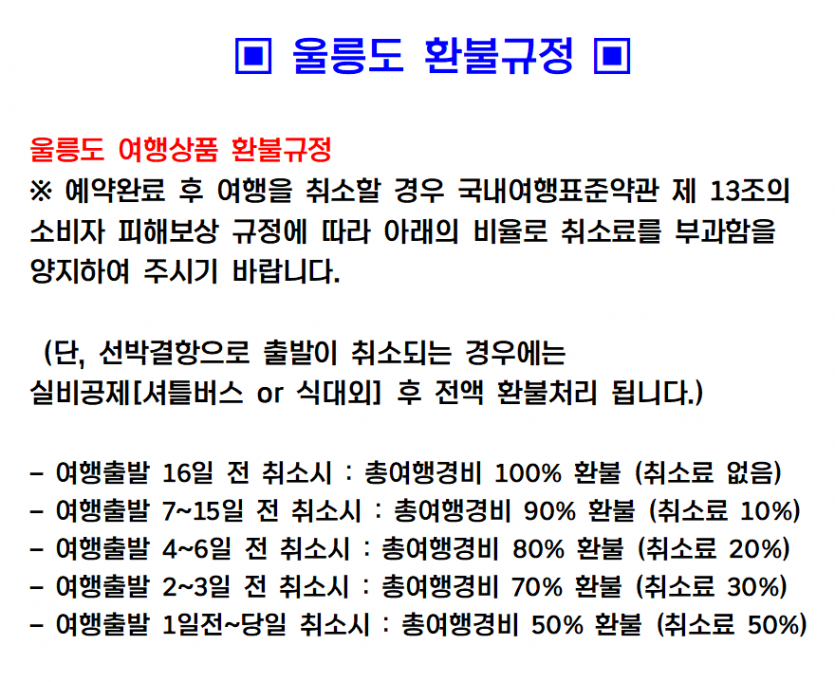 ▣ 울릉도 환불규정 ▣
울릉도 여행상품 환불규정
※ 예약완료 후 여행을 취소할 경우 국내여행표준약관 제 13조의
소비자 피해보상 규정에 따라 아래의 비율로 취소료를 부과함을
양지하여 주시기 바랍니다.
(단, 선박결항으로 출발이 취소되는 경우에는
실비공제[셔틀버스 or 식대외] 후 전액 환불처리 됩니다.)
– 여행출발 16일 전 취소시 : 총여행경비 100% 환불 (취소료 없음)
– 여행출발 7~15일 전 취소시 : 총여행경비 90% 환불 (취소료 10%)
– 여행출발 4~6일 전 취소시 : 총여행경비 80% 환불 (취소료 20%)
– 여행출발 2~3일 전 취소시 : 총여행경비 70% 환불 (취소료 30%)
– 여행출발 1일전~당일 취소시 : 총여행경비 50% 환불 (취소료 50%)